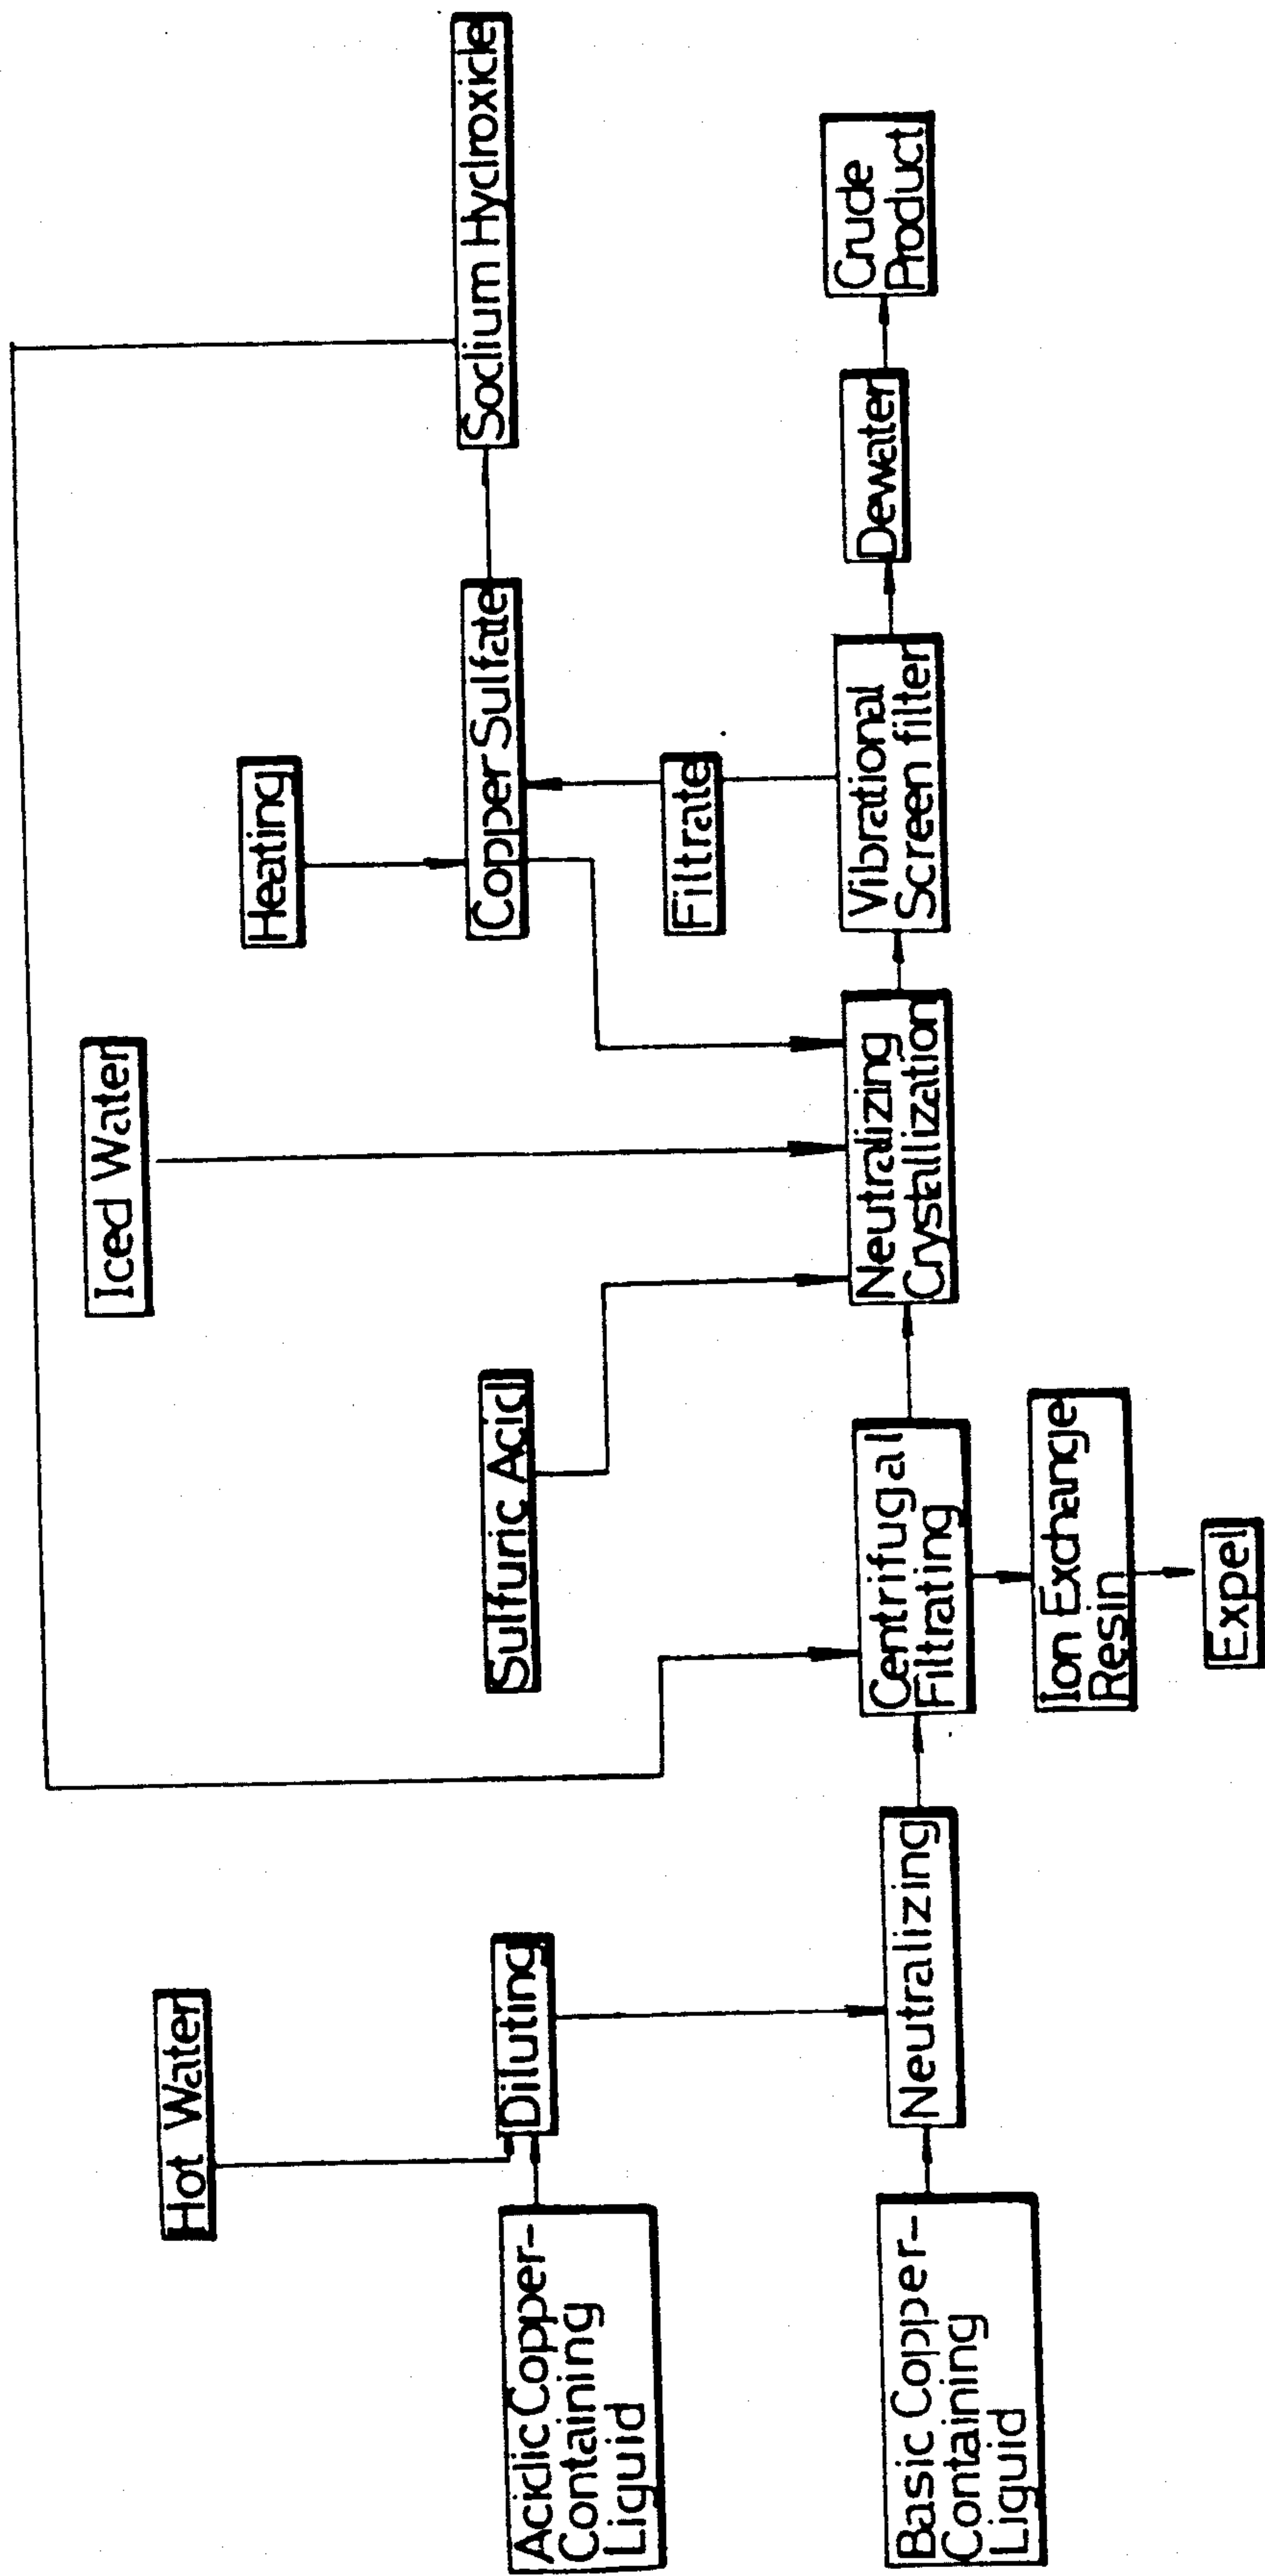 Hot Water
Iced Water
Heating
Acidic Copper-
Containing
Liquid
Diluting
Sulfuric Acid
Copper Sulfate
Sodium Hydroxide
Filtrate
Basic Copper-
Containing
Liquid
Neutralizing
Centrifugal
Filtrating
Neutralizing
Crystallization
Vibrational
Screen filter
Dewater
Crude
Product
Ion Exchange
Resin
Expel